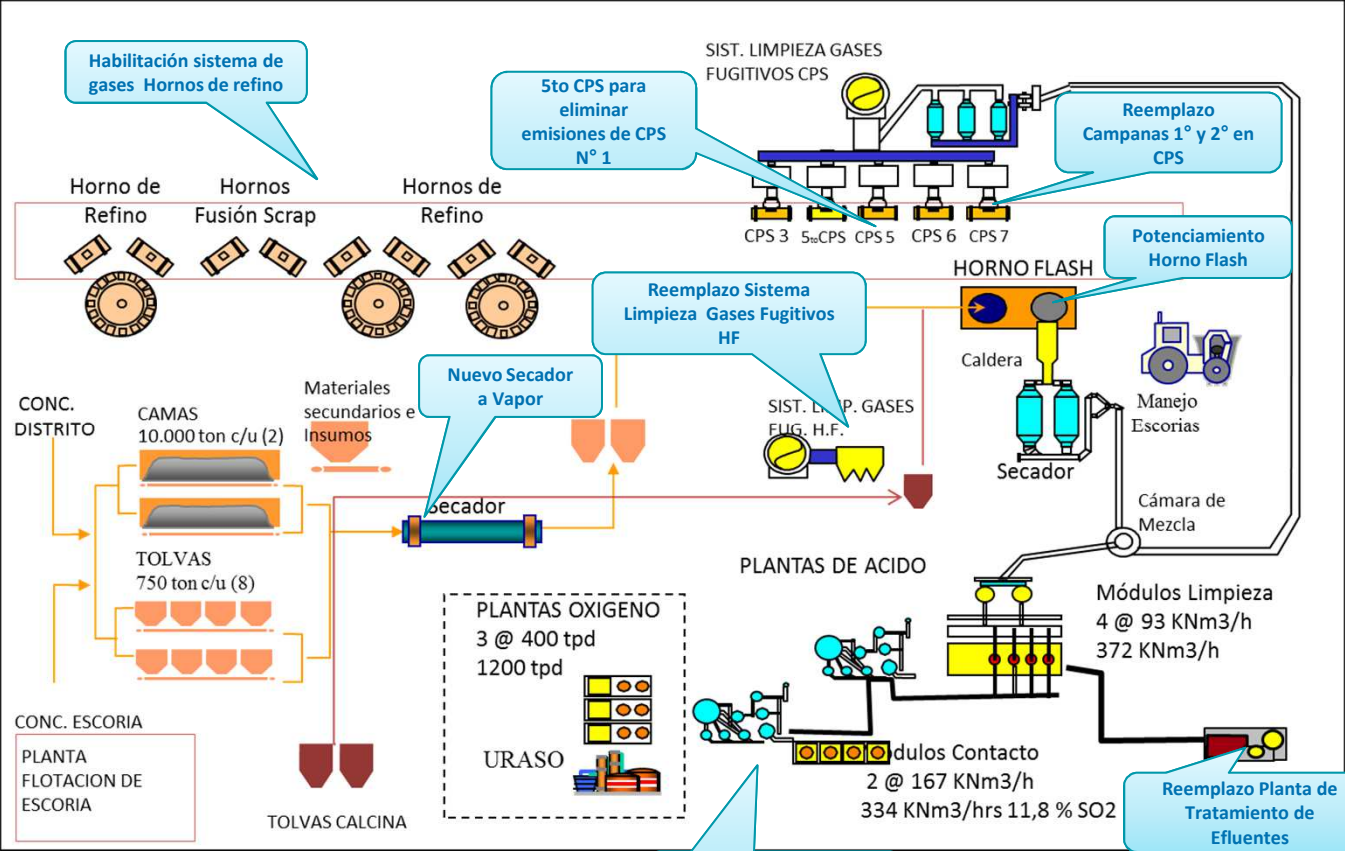 Habilitación sistema de
gases Hornos de refino
SIST. LIMPIEZA GASES
FUGITIVOS CPS
5to CPS para
eliminar
emisiones de CPS
N° 1
Reemplazo
Campanas 1° y 2° en
CPS
Horno de
Refino
Hornos
Fusión Scrap
Hornos de
Refino
CPS 3
5toCPS
CPS 5
CPS 6
CPS 7
Potenciamiento
Horno Flash
HORNO FLASH
Reemplazo Sistema
Limpieza Gases Fugitivos
HF
Caldera
Nuevo Secador
a Vapor
Materiales
secundarios e
Insumos
CONC.
DISTRITO
CAMAS
10.000 ton c/u (2)
SIST. LIMP. GASES
FUG. H.F.
Manejo
Escorias
Secador
Secador
Cámara de
Mezcla
TOLVAS
750 ton c/u (8)
PLANTAS DE ACIDO
PLANTAS OXIGENO
3 @ 400 tpd
1200 tpd
Módulos Limpieza
4 @ 93 KNm3/h
372 KNm3/h
CONC. ESCORIA
PLANTA
FLOTACION DE
ESCORIA
URASO
TOLVAS CALCINA
Contacto
2 @ 167 KNm3/h
334 KNm3/hrs 11,8 % SO2
Reemplazo Planta de
Tratamiento de
Efluentes